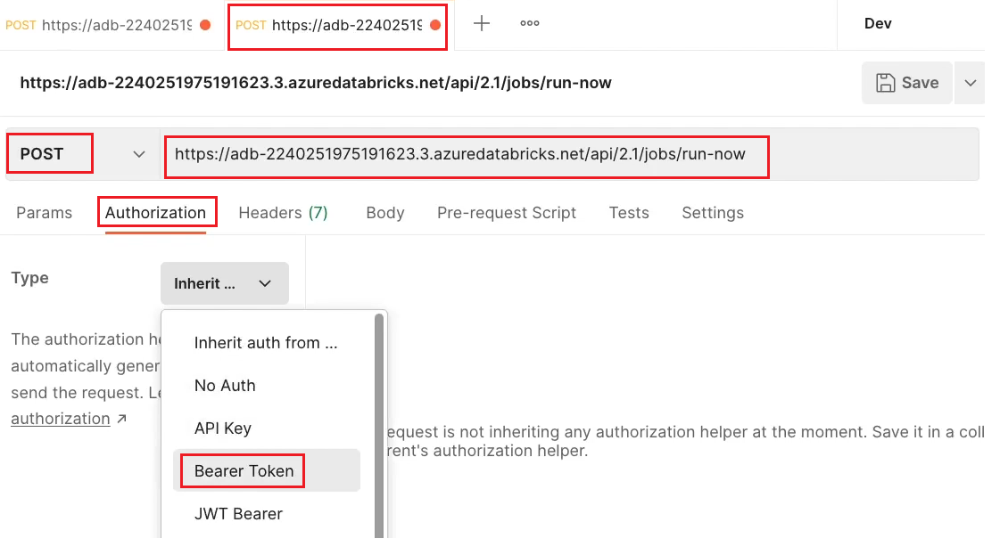 POST https://adb-22402519 POST https://adb-2240251 Dev
https://adb-2240251975191623.3.azuredatabricks.net/api/2.1/jobs/run-now Save
POST https://adb-2240251975191623.3.azuredatabricks.net/api/2.1/jobs/run-now
Params Authorization Headers (7) Body Pre-request Script Tests Settings
Type Inherit ...
The authorization he
automatically gener
send the request. Le
authorization ↗
Inherit auth from ...
No Auth
API Key
Bearer Token
JWT Bearer
equest is not inheriting any authorization helper at the moment. Save it in a coll
rent's authorization helper.